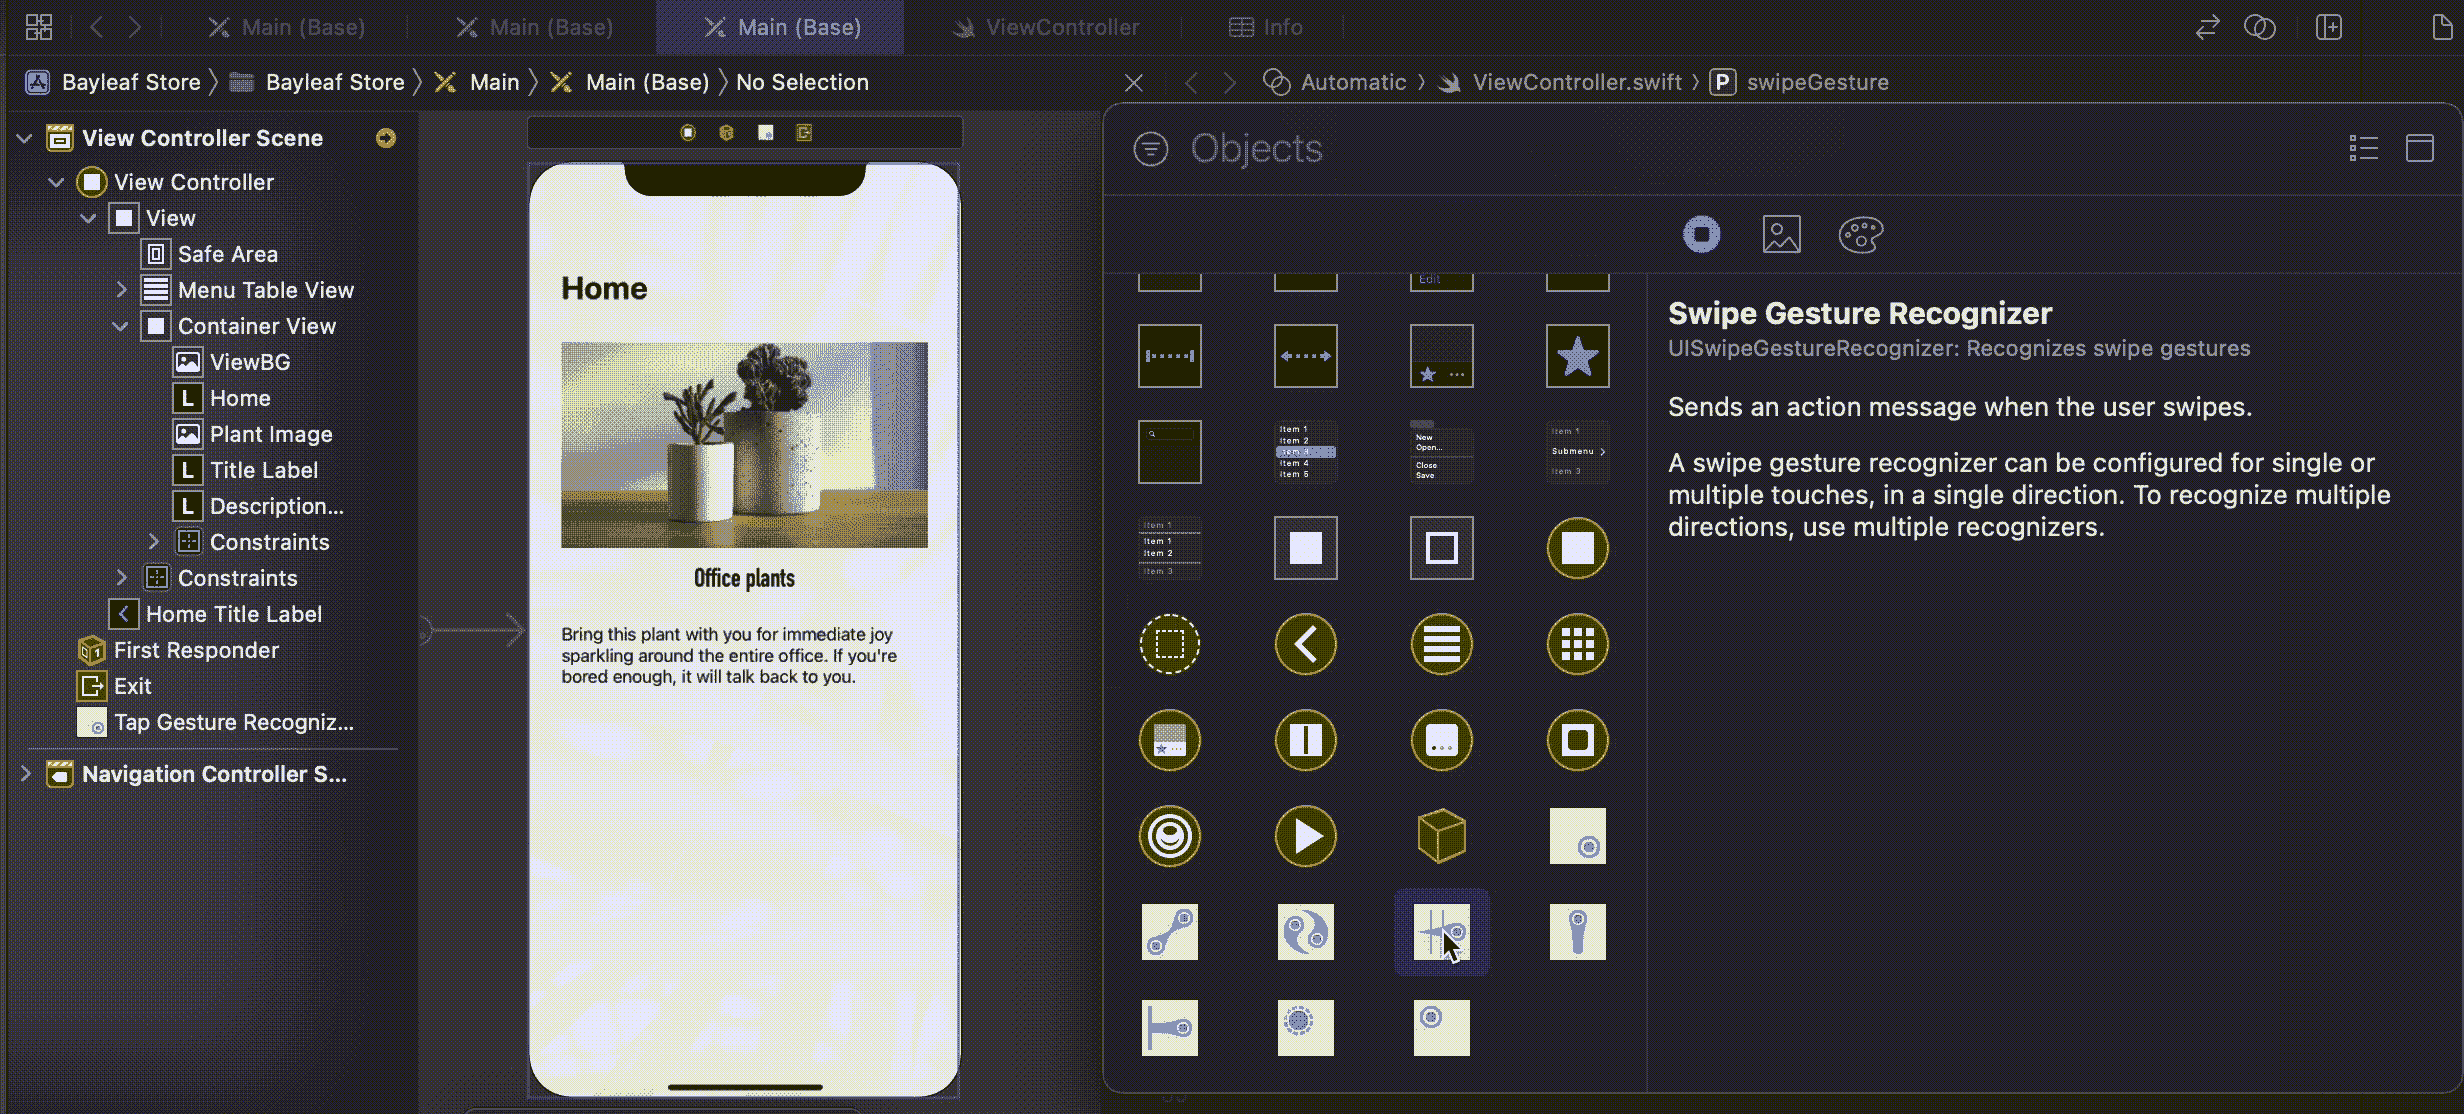 Main (Base)
Main (Base)
Main (Base)
ViewController
Info
Bayleaf Store
Bayleaf Store
Main
Main (Base)
No Selection
Automatic
ViewController.swift
P
swipeGesture
View Controller Scene
View Controller
View
Safe Area
Menu Table View
Container View
ViewBG
L Home
Plant Image
L Title Label
L Description...
Constraints
Constraints
Home Title Label
First Responder
Exit
Tap Gesture Recogniz...
Navigation Controller S...
Home
Office plants
Bring this plant with you for immediate joy
sparkling around the entire office. If you're
bored enough, it will talk back to you.
Objects
Edit
Item 1
Item 2
Item 3
Item 4
Item 5
New
Open...
Close
Save
Item 1
Submenu
Item 3
Item 1
Item 1
Item 2
Item 3
Swipe Gesture Recognizer
UISwipeGestureRecognizer: Recognizes swipe gestures
Sends an action message when the user swipes.
A swipe gesture recognizer can be configured for single or
multiple touches, in a single direction. To recognize multiple
directions, use multiple recognizers.